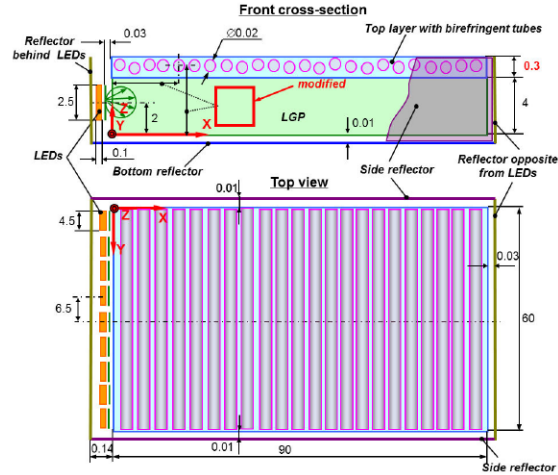 Front cross-section
0.03
∅0.02
Top layer with birefringent tubes
Reflector
behind LEDs
0.3
modified
2.5
Z
2
4
Y
X
LGP
0.01
LEDs
0.1
Bottom reflector
Side reflector
Reflector opposite
from LEDs
Top view
0.01
Z
X
4.5
Y
0.03
6.5
60
0.01
0.14
90
Side reflector